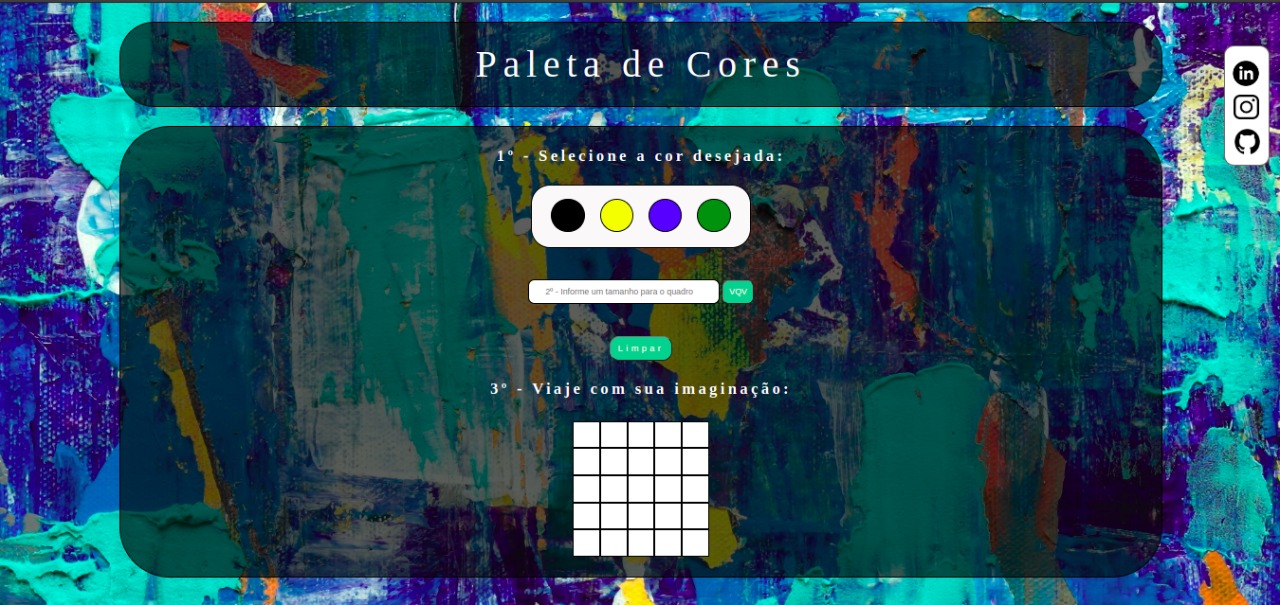 Paleta de Cores
in
1º - Selecione a cor desejada:
2º - Informe um tamanho para o quadro
VQV
Limpar
3º - Viaje com sua imaginação: